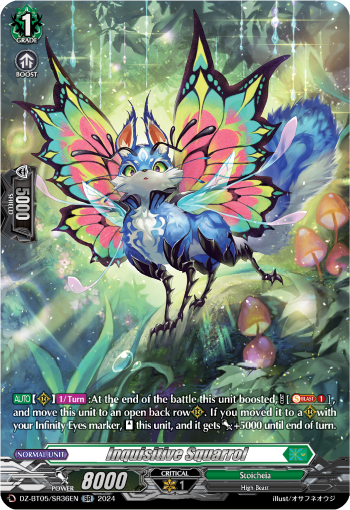 1
GRADE
BOOST
5000
SHIELD
AUTO 1/Turn :At the end of the battle this unit boosted, COST [BLAST 1],
and move this unit to an open back row. If you moved it to a with
your Infinity Eyes marker, this unit, and it gets +5000 until end of turn.
NORMAL UNIT
Inquisitive Squarrol
POWER 8000
CRITICAL
1
Stoicheia
High Beast
D-DZ-BT05/SR36EN SR 2024
illust/オサフネオウジ